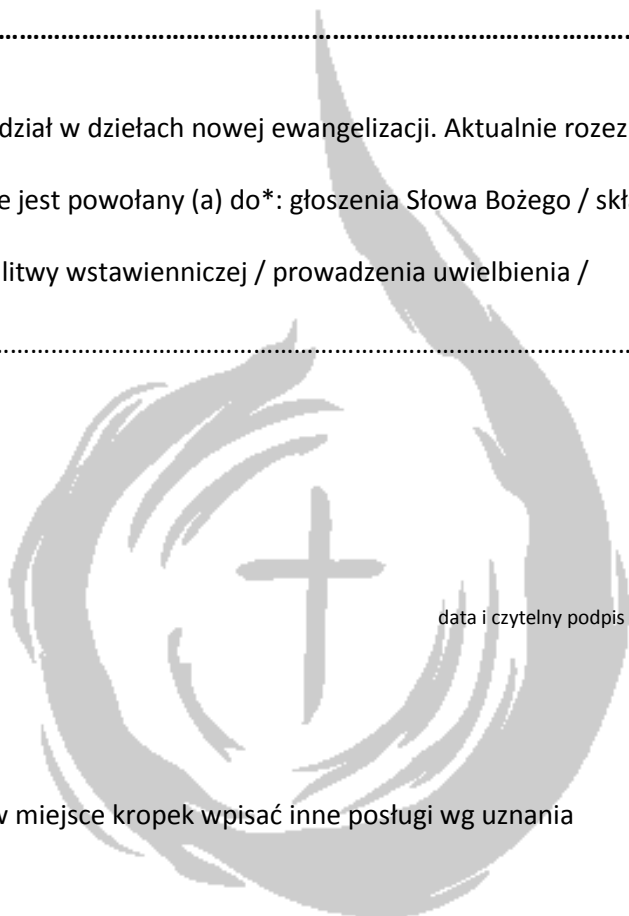 ……………………………………………………………………………………
dział w dziełach nowej ewangelizacji. Aktualnie rozez
e jest powołany (a) do*: głoszenia Słowa Bożego / skł
litwy wstawienniczej / prowadzenia uwielbienia /
……………………………………………………………………………………
data i czytelny podpis
w miejsce kropek wpisać inne posługi wg uznania